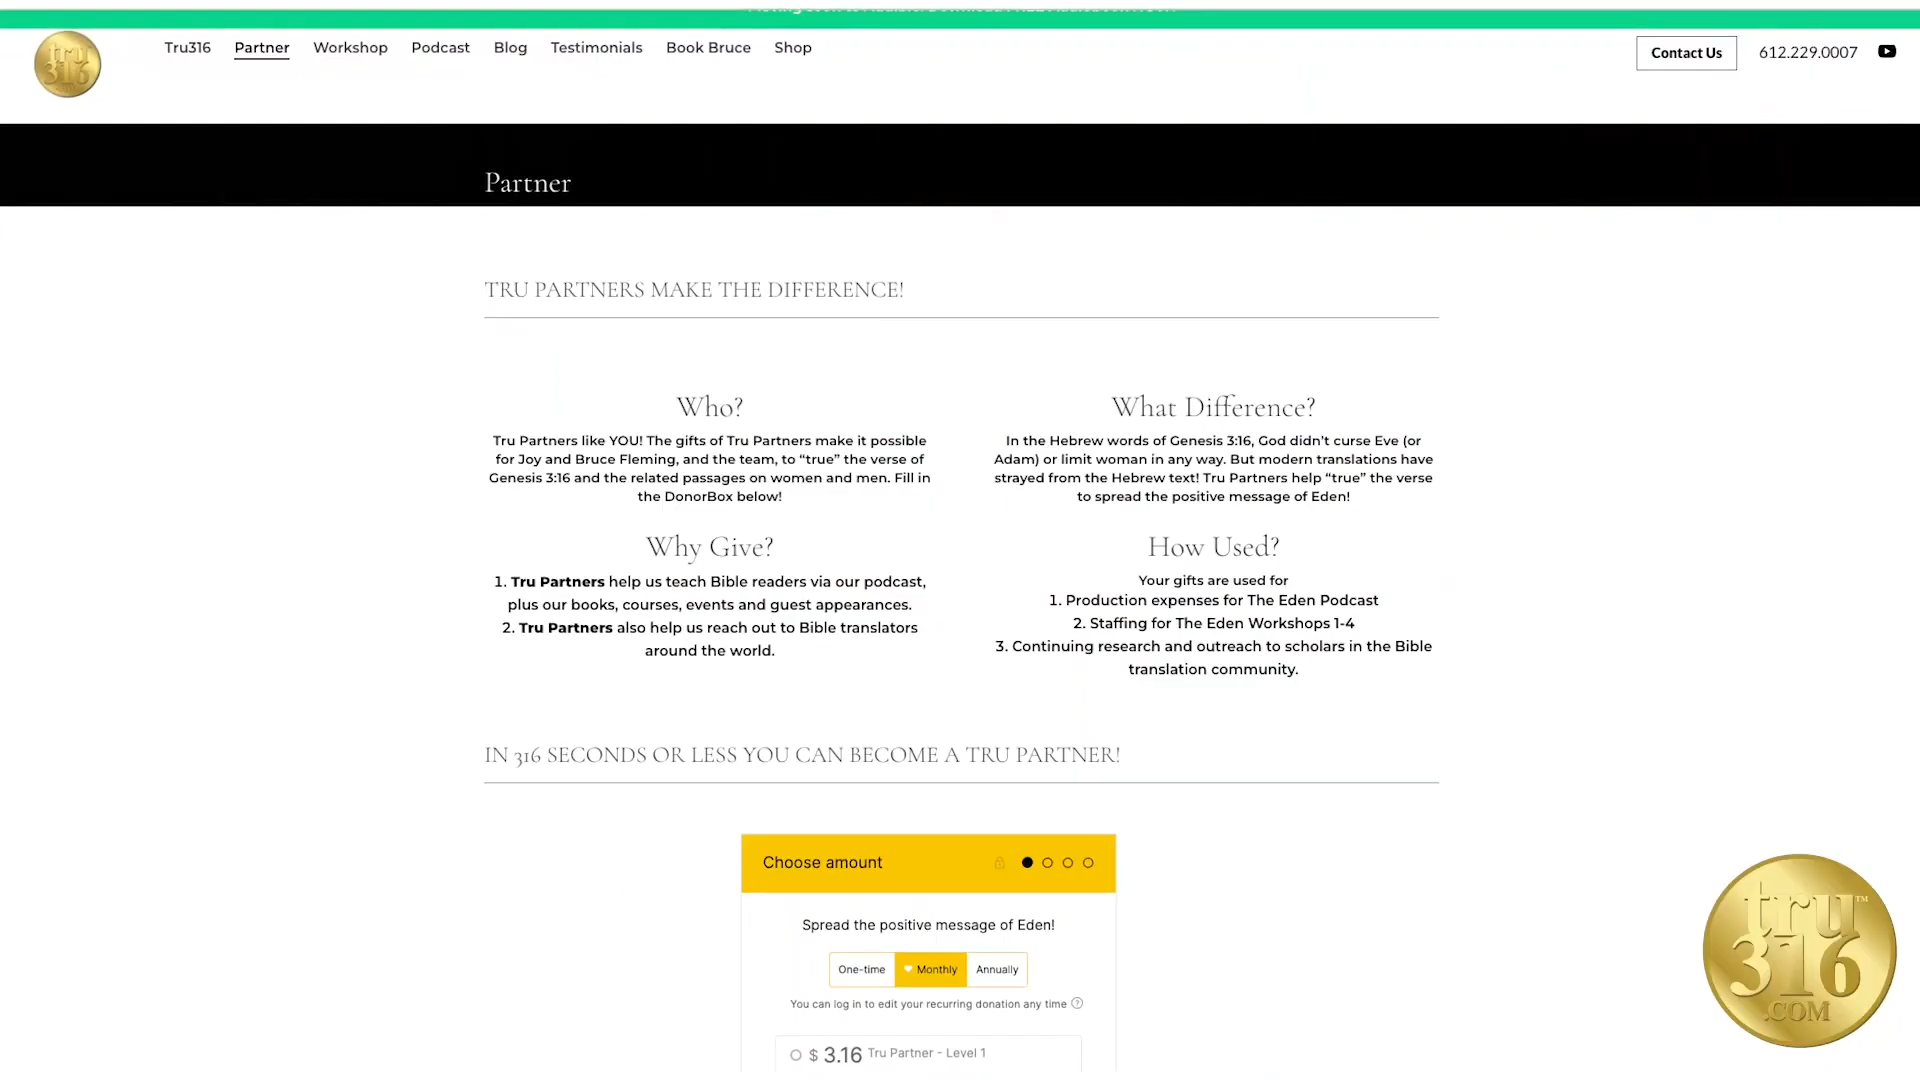 tru
316
Tru316
Partner
Workshop
Podcast
Blog
Testimonials
Book Bruce
Shop
Contact Us
612.229.0007
Partner
TRU PARTNERS MAKE THE DIFFERENCE!
Who?
Tru Partners like YOU! The gifts of Tru Partners make it possible
for Joy and Bruce Fleming, and the team, to “true” the verse of
Genesis 3:16 and the related passages on women and men. Fill in
the DonorBox below!
What Difference?
In the Hebrew words of Genesis 3:16, God didn’t curse Eve (or
Adam) or limit woman in any way. But modern translations have
strayed from the Hebrew text! Tru Partners help “true” the verse
to spread the positive message of Eden!
Why Give?
1. Tru Partners help us teach Bible readers via our podcast,
plus our books, courses, events and guest appearances.
2. Tru Partners also help us reach out to Bible translators
around the world.
How Used?
Your gifts are used for
1. Production expenses for The Eden Podcast
2. Staffing for The Eden Workshops 1-4
3. Continuing research and outreach to scholars in the Bible
translation community.
IN 316 SECONDS OR LESS YOU CAN BECOME A TRU PARTNER!
Choose amount
Spread the positive message of Eden!
One-time
Monthly
Annually
You can log in to edit your recurring donation any time ?
$ 3.16 Tru Partner - Level 1
tru™
316
.COM